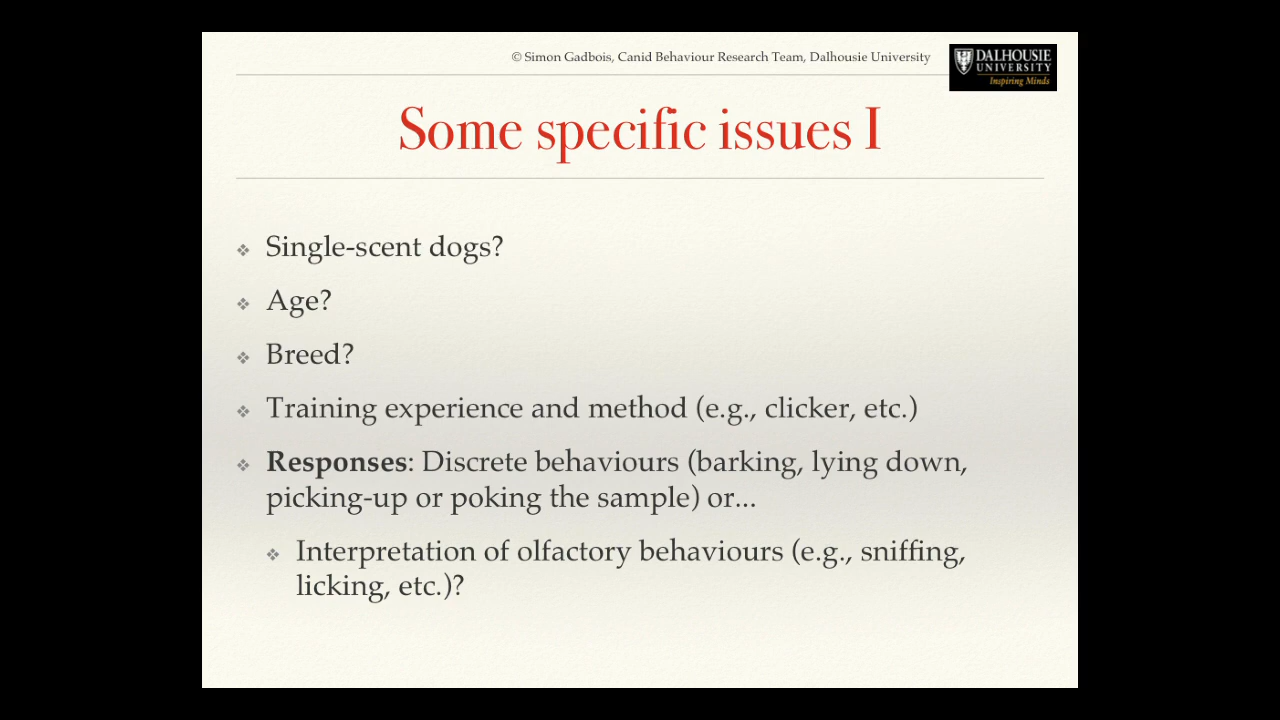 © Simon Gadbois, Canid Behaviour Research Team, Dalhousie University
DALHOUSIE
UNIVERSITY
Inspiring Minds
Some specific issues I
Single-scent dogs?
Age?
Breed?
Training experience and method (e.g., clicker, etc.)
Responses: Discrete behaviours (barking, lying down,
picking-up or poking the sample) or...
Interpretation of olfactory behaviours (e.g., sniffing,
licking, etc.)?